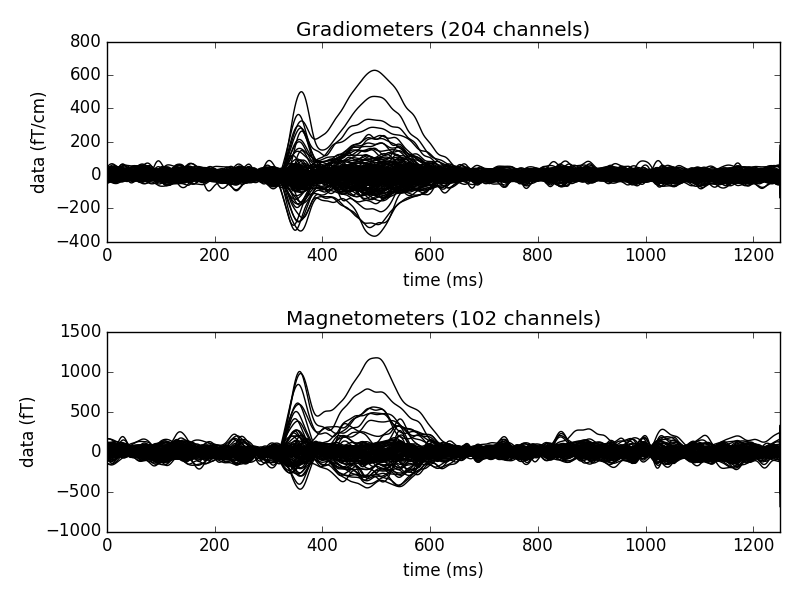 Gradiometers (204 channels)
800
600
400
200
0
−200
−400
data (fT/cm)
0 200 400 600 800 1000 1200
time (ms)
Magnetometers (102 channels)
1500
1000
500
0
−500
−1000
data (fT)
0 200 400 600 800 1000 1200
time (ms)